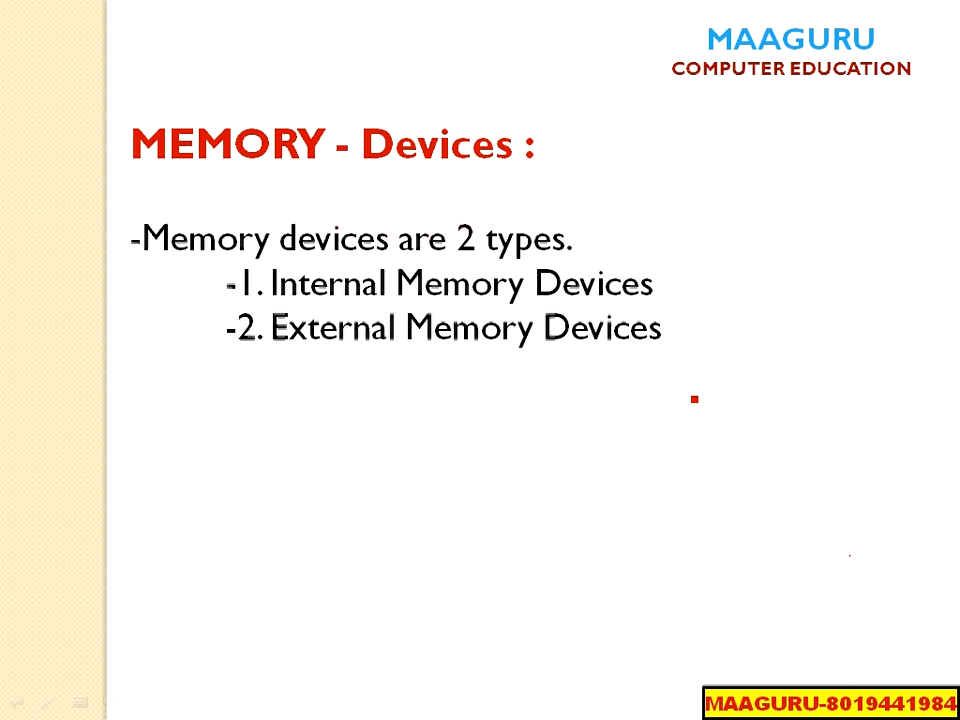 MAAGURU
COMPUTER EDUCATION
MEMORY - Devices :
-Memory devices are 2 types.
-1. Internal Memory Devices
-2. External Memory Devices
MAAGURU-8019441984